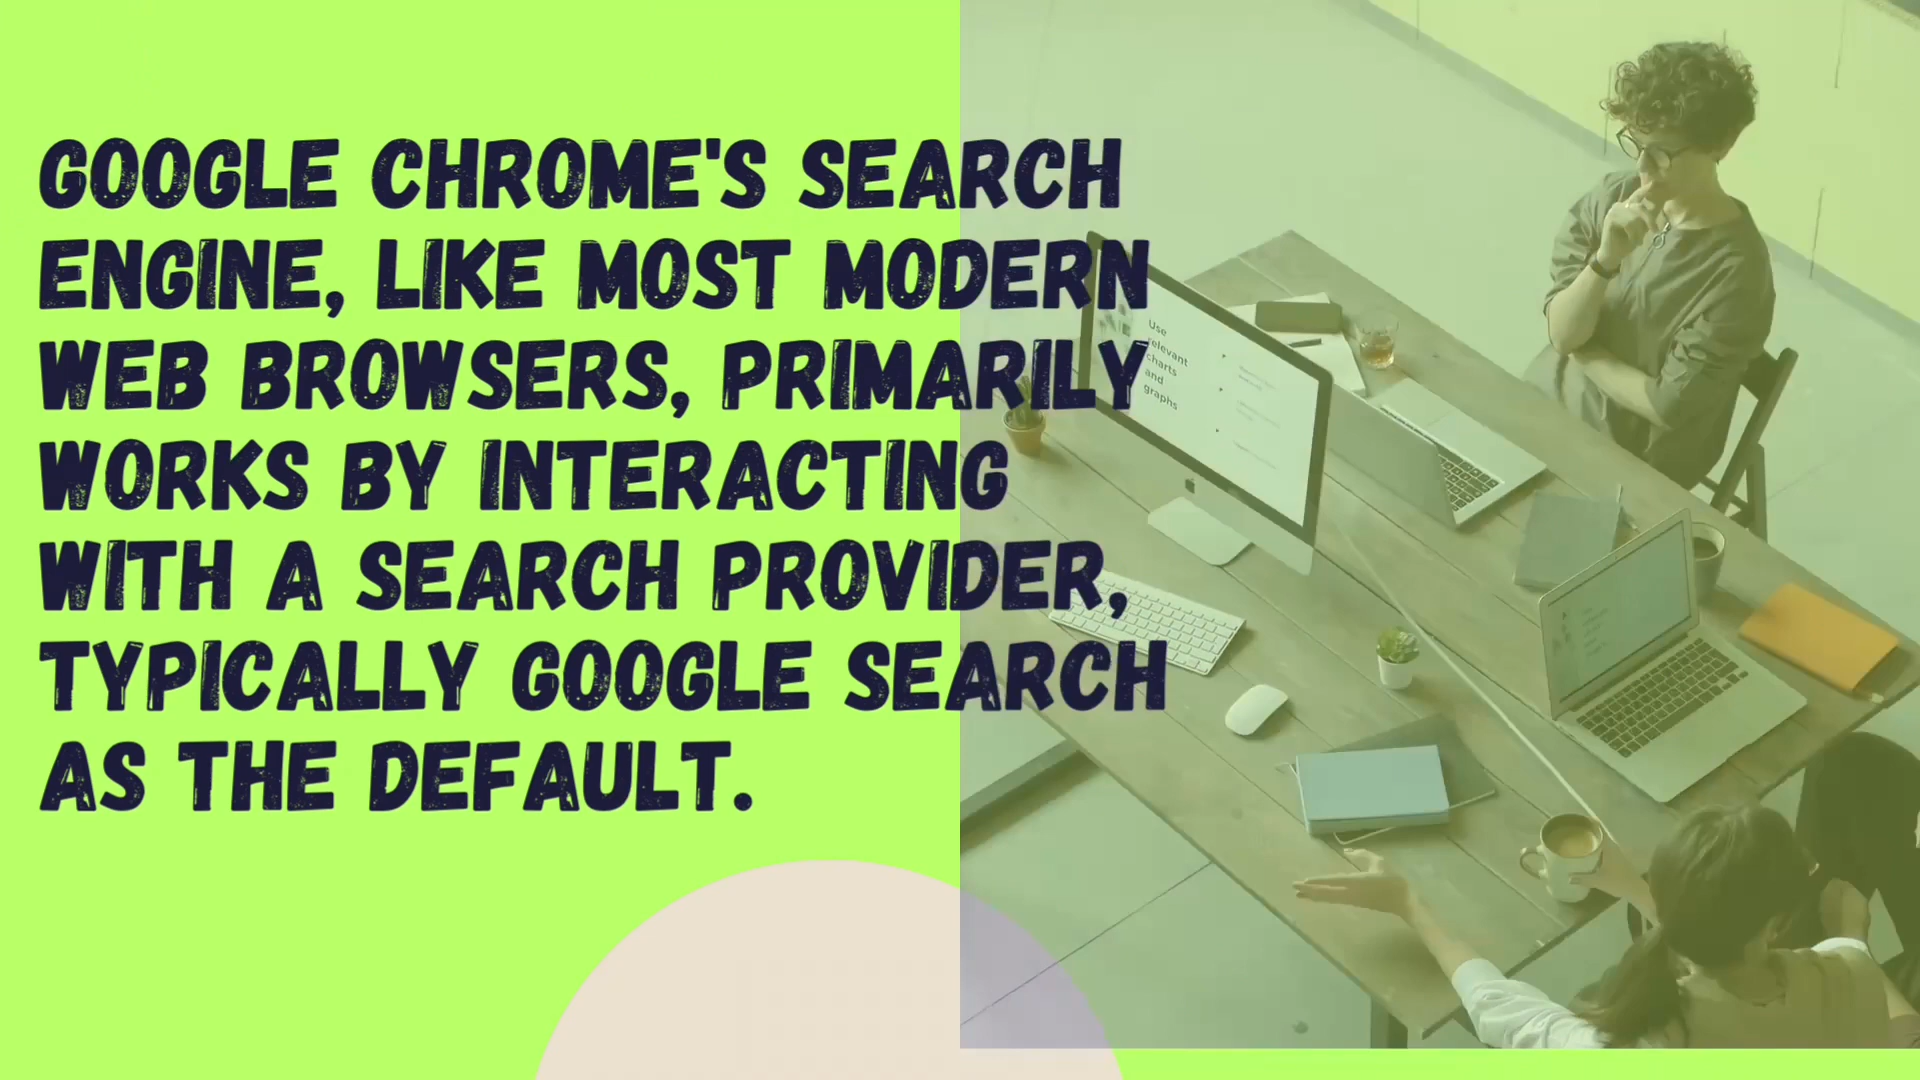 GOOGLE CHROME'S SEARCH
ENGINE, LIKE MOST MODERN
WEB BROWSERS, PRIMARILY
WORKS BY INTERACTING
WITH A SEARCH PROVIDER,
TYPICALLY GOOGLE SEARCH
AS THE DEFAULT.
Use
relevant
charts
and
graphs